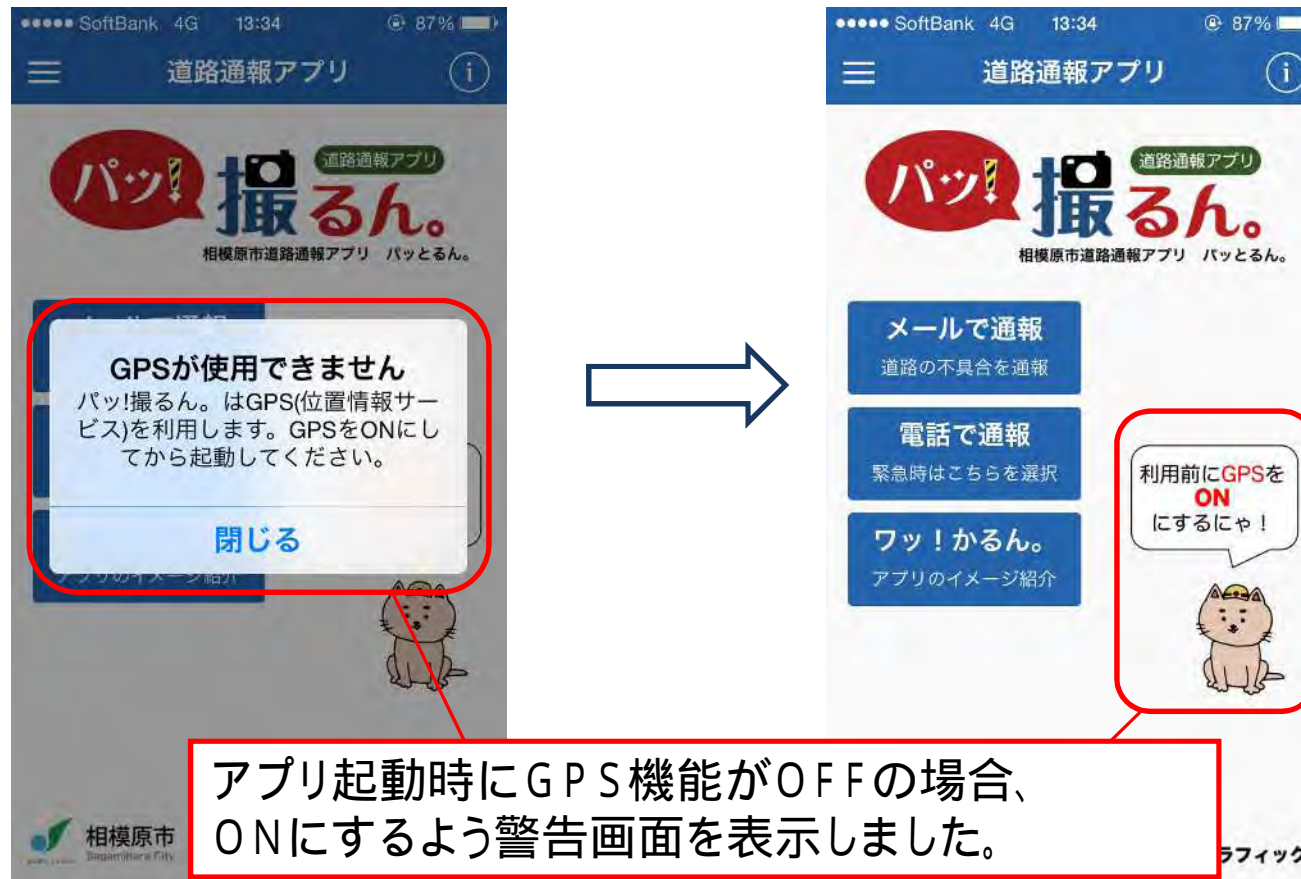 SoftBank 4G 13:34 87%
道路通報アプリ
パッ!
撮るん。
道路通報アプリ
相模原市道路通報アプリ パッとるん。
GPSが使用できません
パッ!撮るん。はGPS(位置情報サー
ビス)を利用します。GPSをONにし
てから起動してください。
閉じる
アプリのイメージ紹介
相模原市
Sagamihara City
SoftBank 4G 13:34 87%
道路通報アプリ
パッ!
撮るん。
道路通報アプリ
相模原市道路通報アプリ パッとるん。
メールで通報
道路の不具合を通報
電話で通報
緊急時はこちらを選択
ワッ!かるん。
アプリのイメージ紹介
利用前にGPSを
ON
にするにゃ!
アプリ起動時にGPS機能がOFFの場合、
ONにするよう警告画面を表示しました。
ラフィック